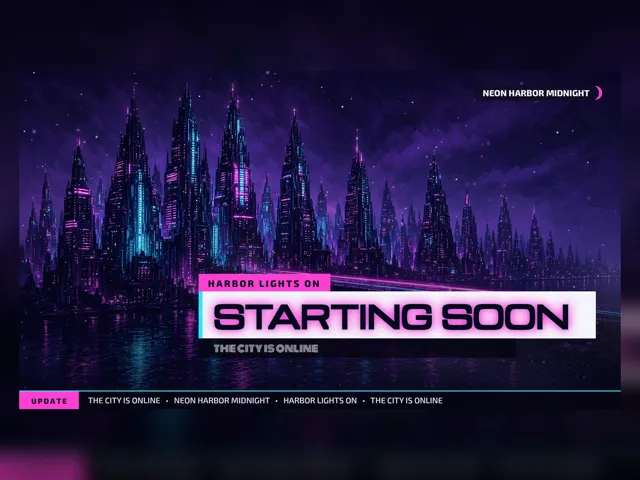 NEON HARBOR MIDNIGHT
HARBOR LIGHTS ON
STARTING SOON
THE CITY IS ONLINE
UPDATE THE CITY IS ONLINE • NEON HARBOR MIDNIGHT • HARBOR LIGHTS ON • THE CITY IS ONLINE